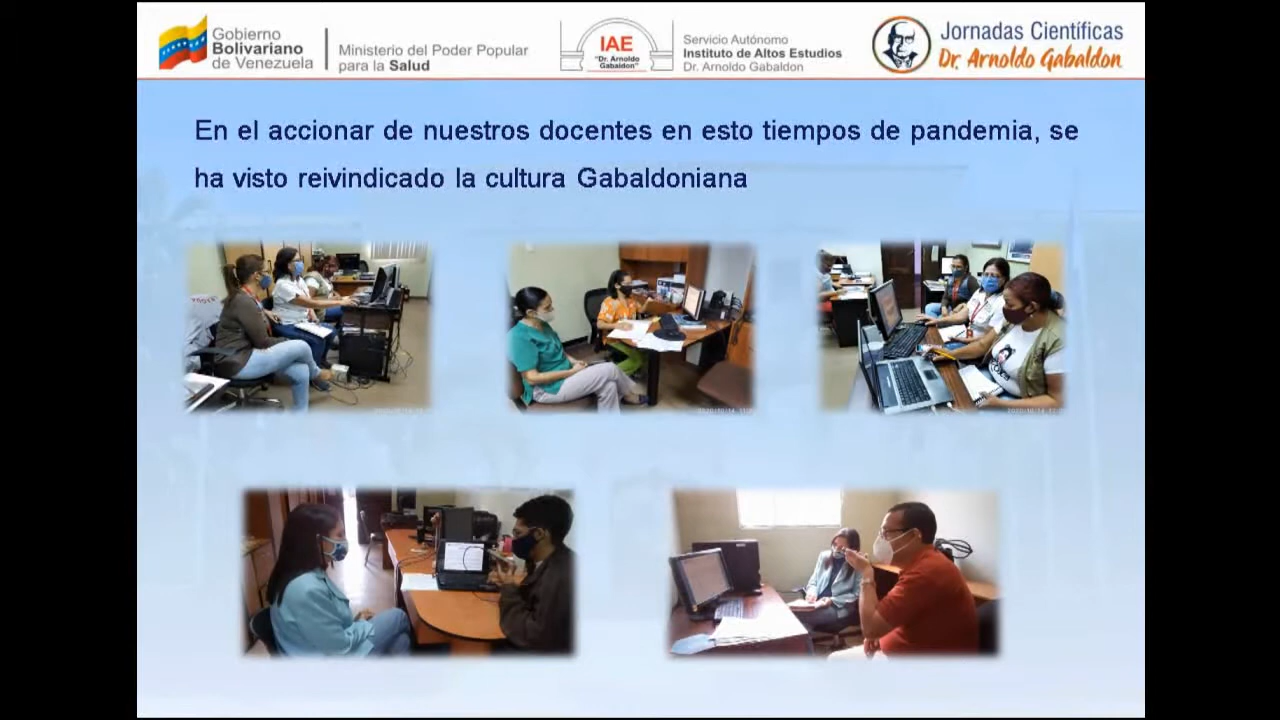 Gobierno
Bolivariano
de Venezuela
Ministerio del Poder Popular
para la Salud
IAE
"Dr. Arnoldo
Gabaldon"
Servicio Autónomo
Instituto de Altos Estudios
Dr. Arnoldo Gabaldon
Jornadas Científicas
Dr. Arnoldo Gabaldon
En el accionar de nuestros docentes en esto tiempos de pandemia, se
ha visto reivindicado la cultura Gabaldoniana